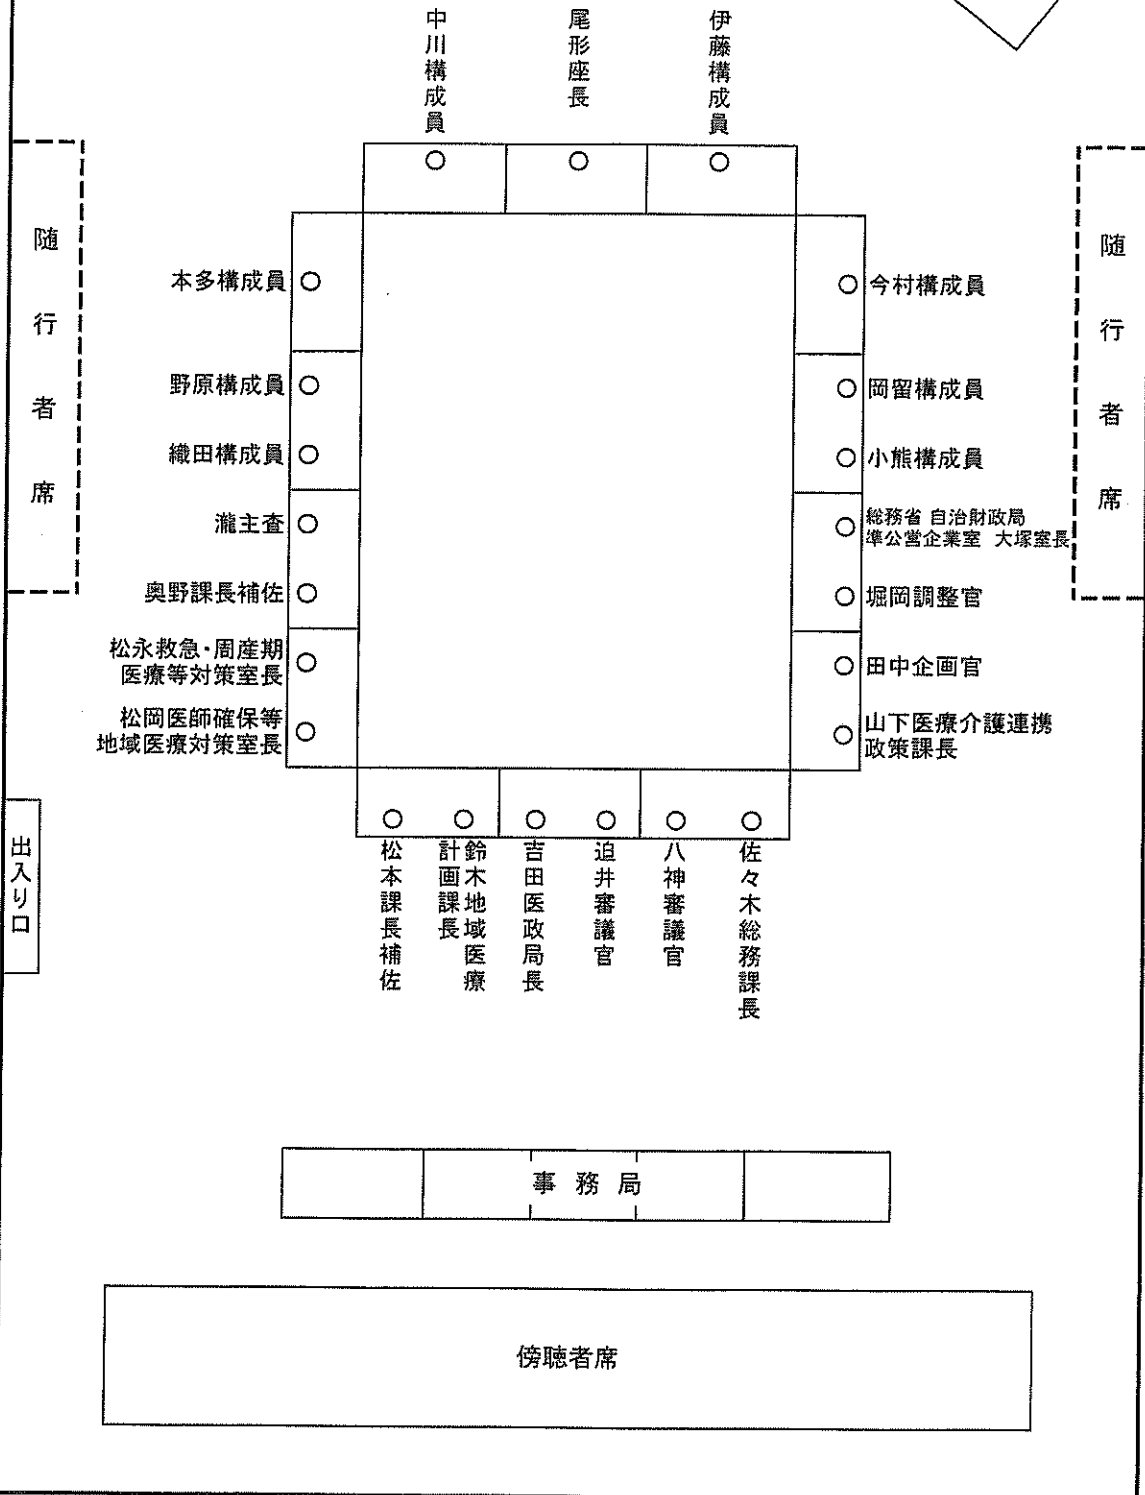 中川構成員
尾形座長
伊藤構成員
随行者席
随行者席
本多構成員
今村構成員
野原構成員
岡留構成員
織田構成員
小熊構成員
瀧主査
総務省 自治財政局
準公営企業室 大塚室長
奥野課長補佐
堀岡調整官
松永救急・周産期
医療等対策室長
田中企画官
松岡医師確保等
地域医療対策室長
山下医療介護連携
政策課長
出入り口
松本課長補佐
鈴木地域医療
計画課長
吉田医政局長
迫井審議官
八神審議官
佐々木総務課長
事務局
傍聴者席